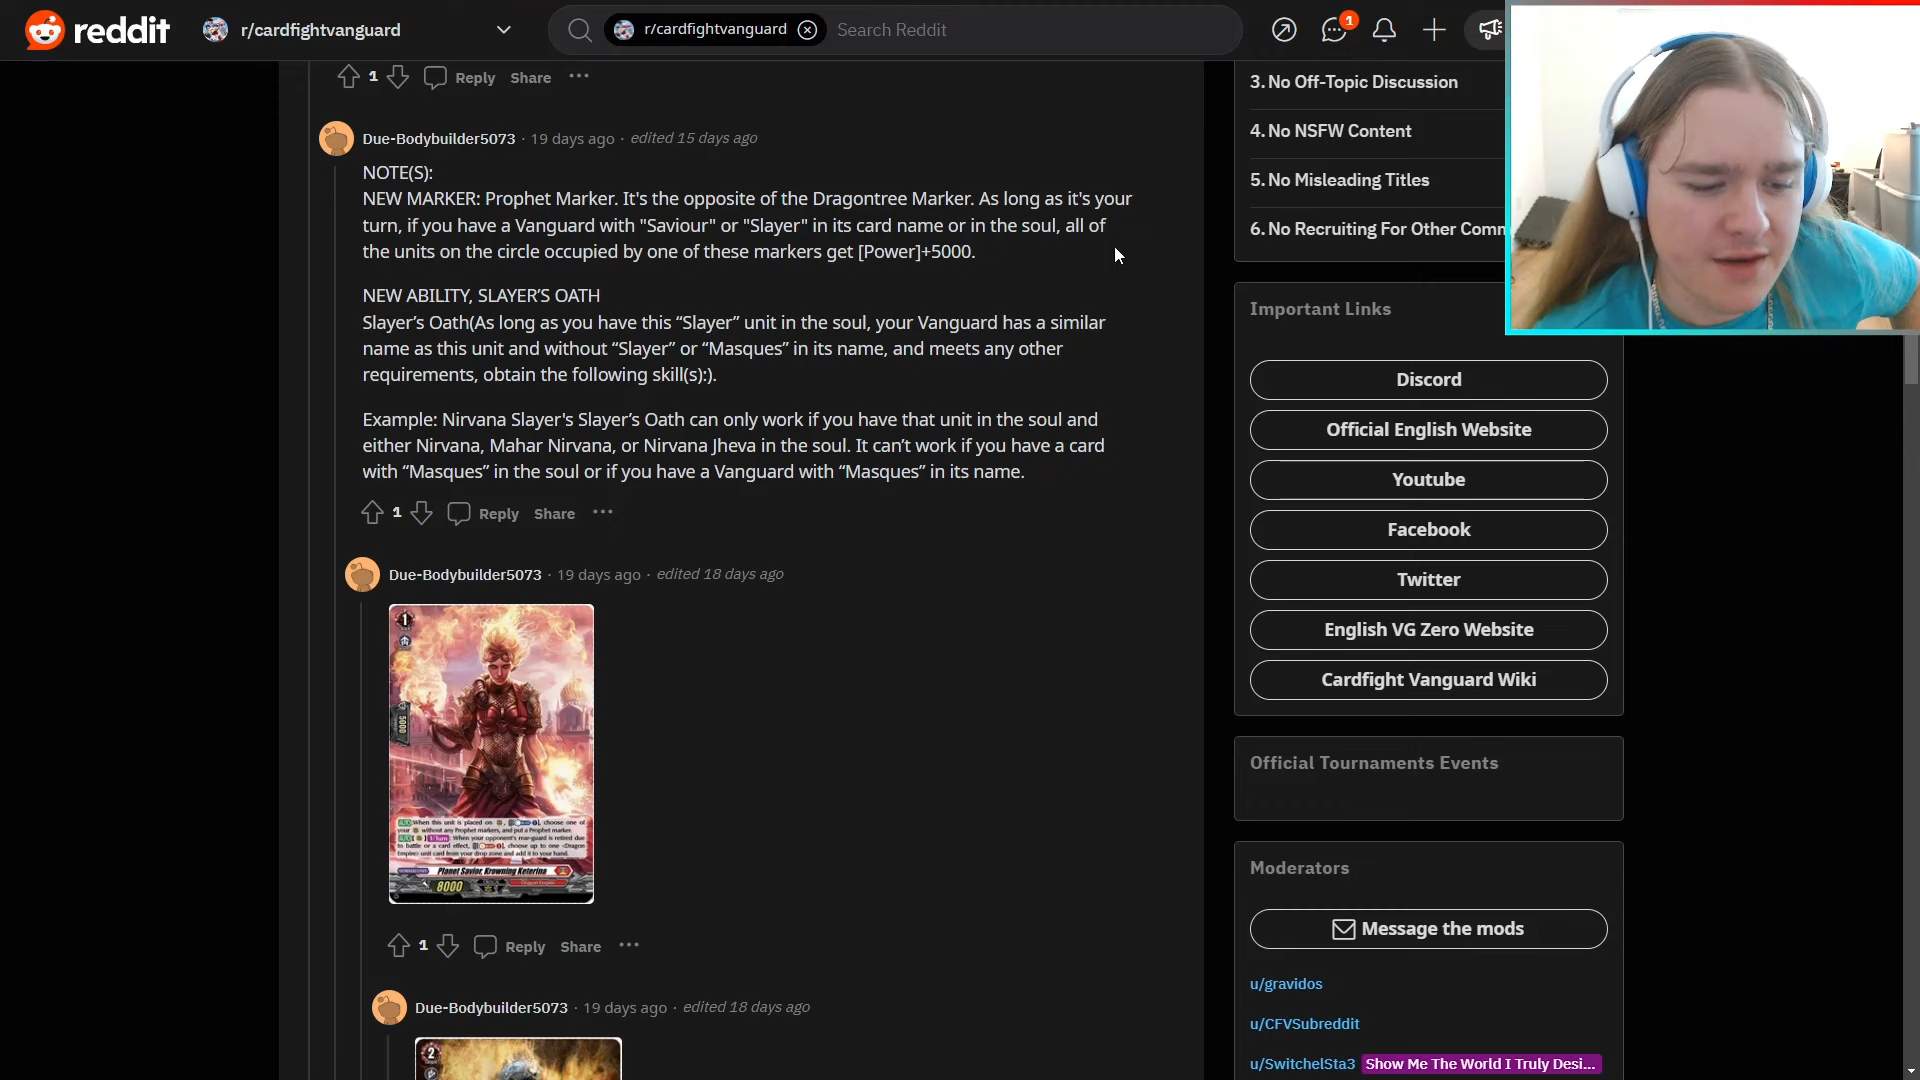 reddit
r/cardfightvanguard
r/cardfightvanguard
Search Reddit
1
1 Reply Share ···
Due-Bodybuilder5073 · 19 days ago · edited 15 days ago
NOTE(S):
NEW MARKER: Prophet Marker. It's the opposite of the Dragontree Marker. As long as it's your
turn, if you have a Vanguard with "Saviour" or "Slayer" in its card name or in the soul, all of
the units on the circle occupied by one of these markers get [Power]+5000.
NEW ABILITY, SLAYER’S OATH
Slayer’s Oath(As long as you have this “Slayer” unit in the soul, your Vanguard has a similar
name as this unit and without “Slayer” or “Masques” in its name, and meets any other
requirements, obtain the following skill(s):).
Example: Nirvana Slayer's Slayer’s Oath can only work if you have that unit in the soul and
either Nirvana, Mahar Nirvana, or Nirvana Jheva in the soul. It can’t work if you have a card
with “Masques” in the soul or if you have a Vanguard with “Masques” in its name.
1 Reply Share ···
Due-Bodybuilder5073 · 19 days ago · edited 18 days ago
1
5000
Planet Savior, Krowning Keterina
8000
1 Reply Share ···
Due-Bodybuilder5073 · 19 days ago · edited 18 days ago
2
3. No Off-Topic Discussion
4. No NSFW Content
5. No Misleading Titles
6. No Recruiting For Other Comm
Important Links
Discord
Official English Website
Youtube
Facebook
Twitter
English VG Zero Website
Cardfight Vanguard Wiki
Official Tournaments Events
Moderators
Message the mods
u/gravidos
u/CFVSubreddit
u/SwitchelSta3 Show Me The World I Truly Desi...